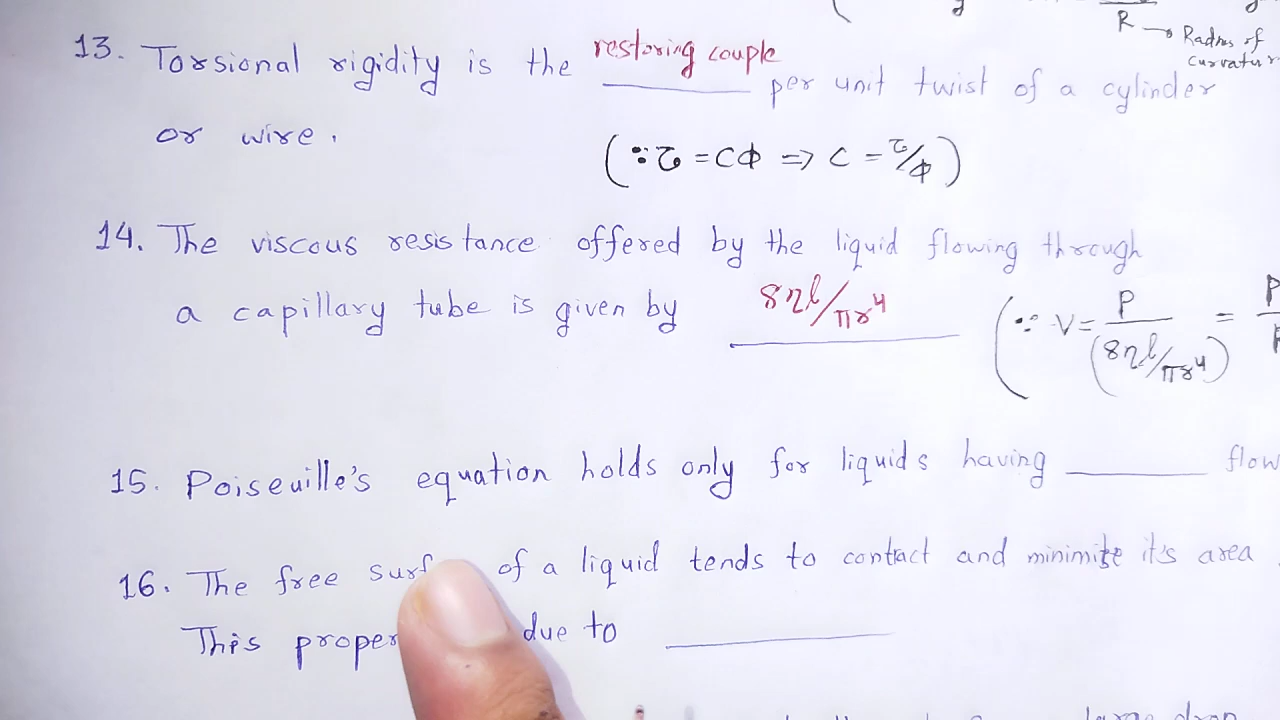 R → Radius of
curvatur
13. Torsional rigidity is the restoring couple per unit twist of a cylinder
or wire.
(∵ τ = Cφ => C = τ/φ)
14. The viscous resistance offered by the liquid flowing through
a capillary tube is given by 8ηl/πr⁴ (∵ V = P/(8ηl/πr⁴) = P
15. Poiseuille's equation holds only for liquids having ______ flow
16. The free surf of a liquid tends to contact and minimize it's area
This proper due to ______
large drop